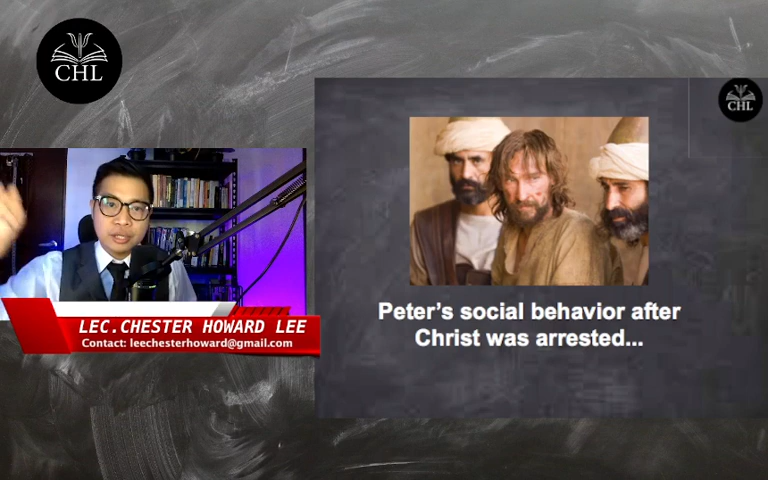 CHL
CHL
LEC.CHESTER HOWARD LEE
Contact: leechesterhoward@gmail.com
Peter's social behavior after
Christ was arrested...